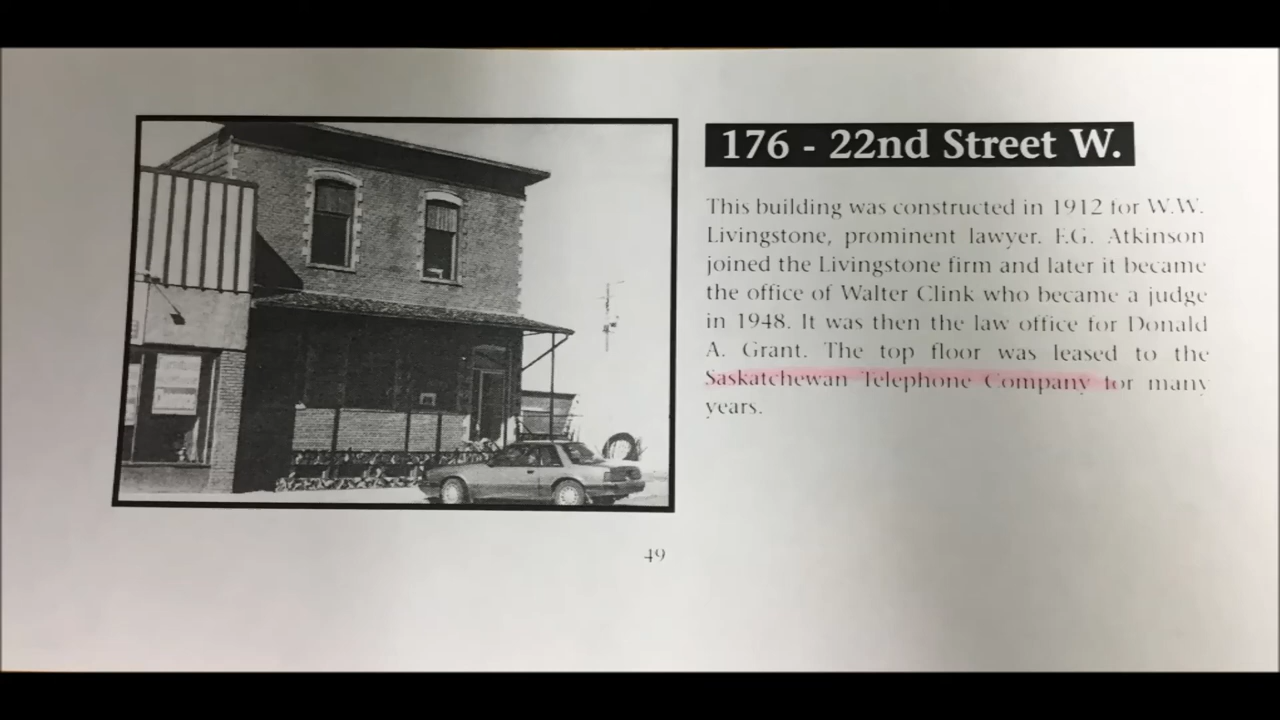 176 - 22nd Street W.
This building was constructed in 1912 for W.W.
Livingstone, prominent lawyer. F.G. Atkinson
joined the Livingstone firm and later it became
the office of Walter Clink who became a judge
in 1948. It was then the law office for Donald
A. Grant. The top floor was leased to the
Saskatchewan Telephone Company for many
years.
49